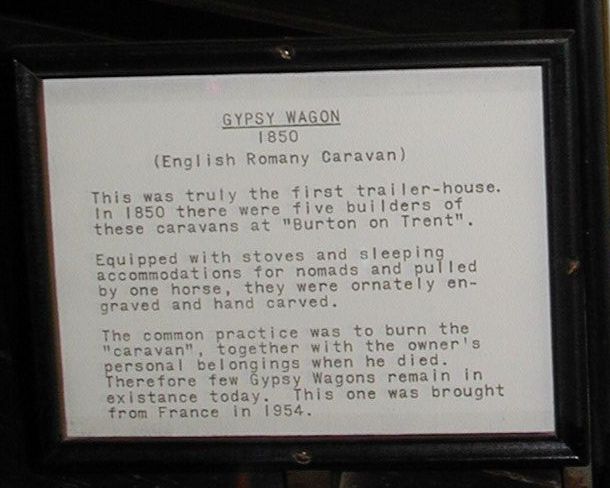 GYPSY WAGON
1850
(English Romany Caravan)
This was truly the first trailer-house.
In 1850 there were five builders of
these caravans at "Burton on Trent".
Equipped with stoves and sleeping
accommodations for nomads and pulled
by one horse, they were ornately en-
graved and hand carved.
The common practice was to burn the
"caravan", together with the owner's
personal belongings when he died.
Therefore few Gypsy Wagons remain in
existance today.  This one was brought
from France in 1954.